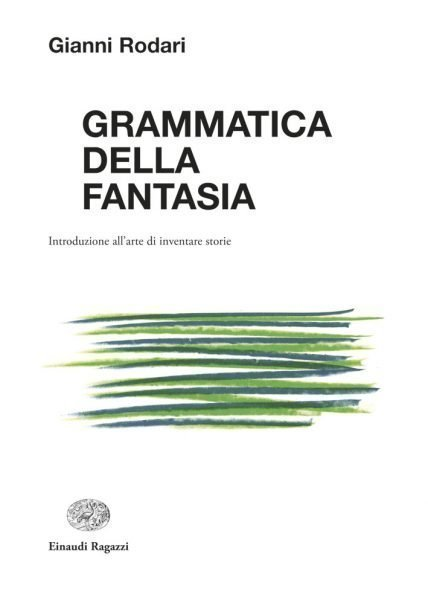 Gianni Rodari
GRAMMATICA
DELLA
FANTASIA
Introduzione all'arte di inventare storie
Einaudi Ragazzi